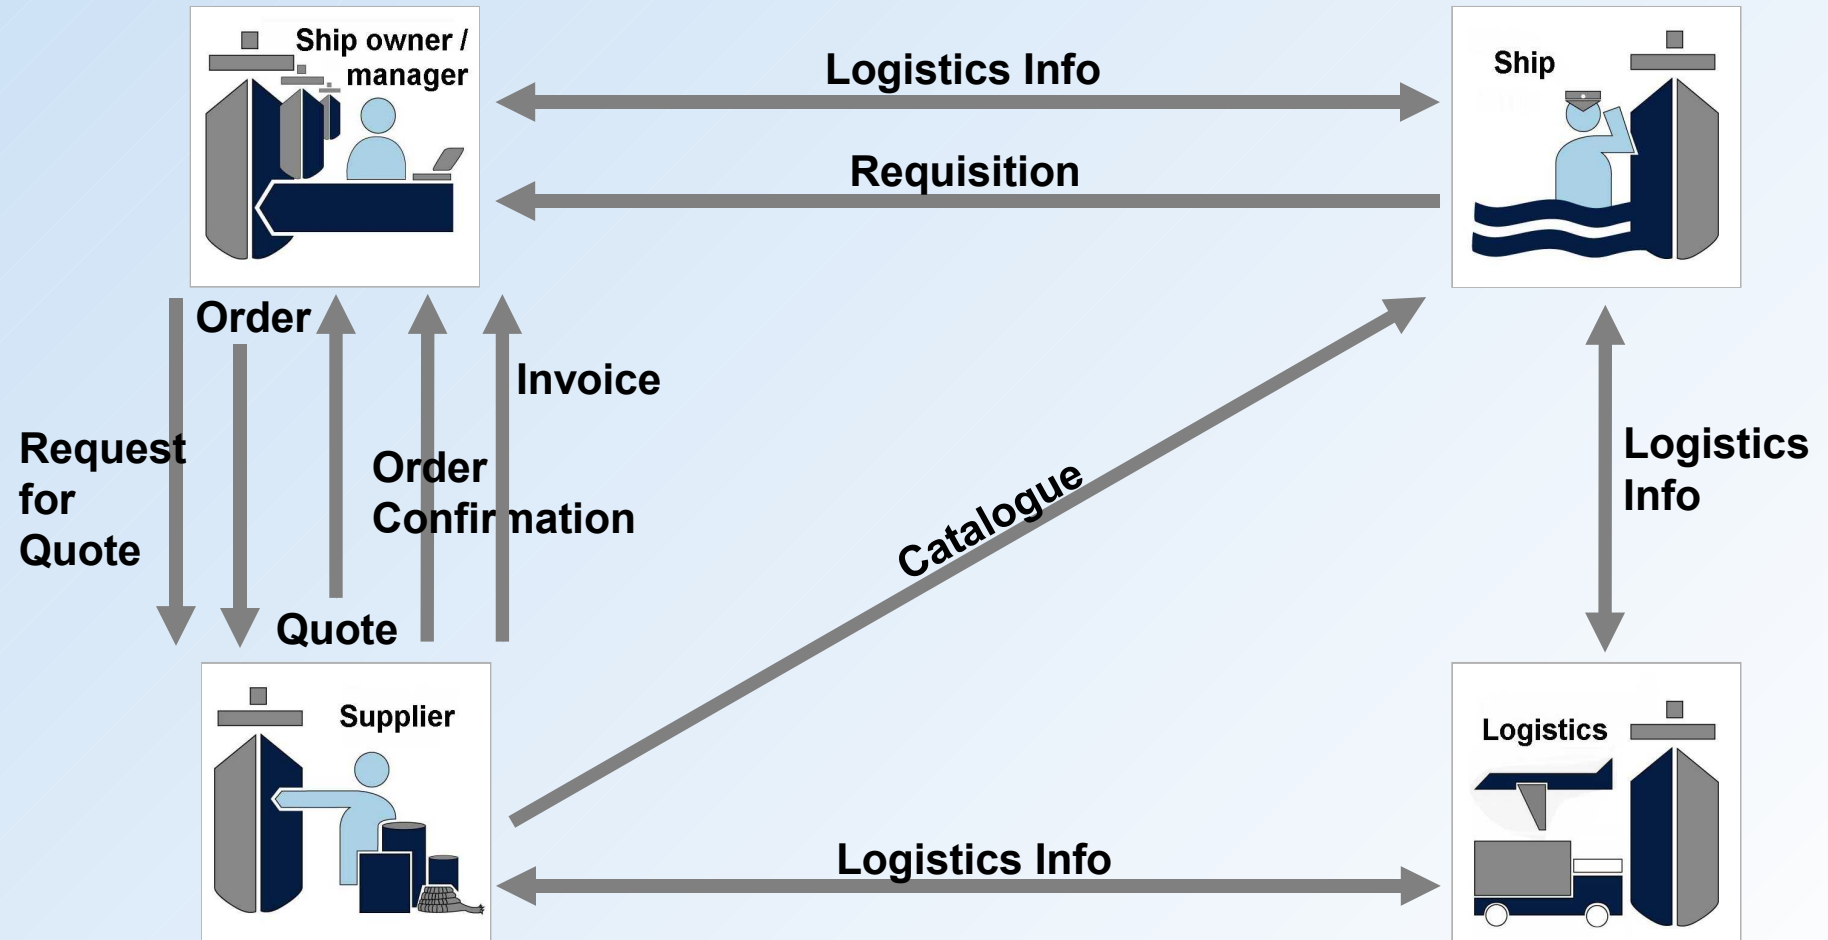 Ship owner /
manager
Logistics Info
Ship
Requisition
Order
Invoice
Request
for
Quote
Order
Confirmation
Catalogue
Logistics
Info
Quote
Supplier
Logistics
Logistics Info